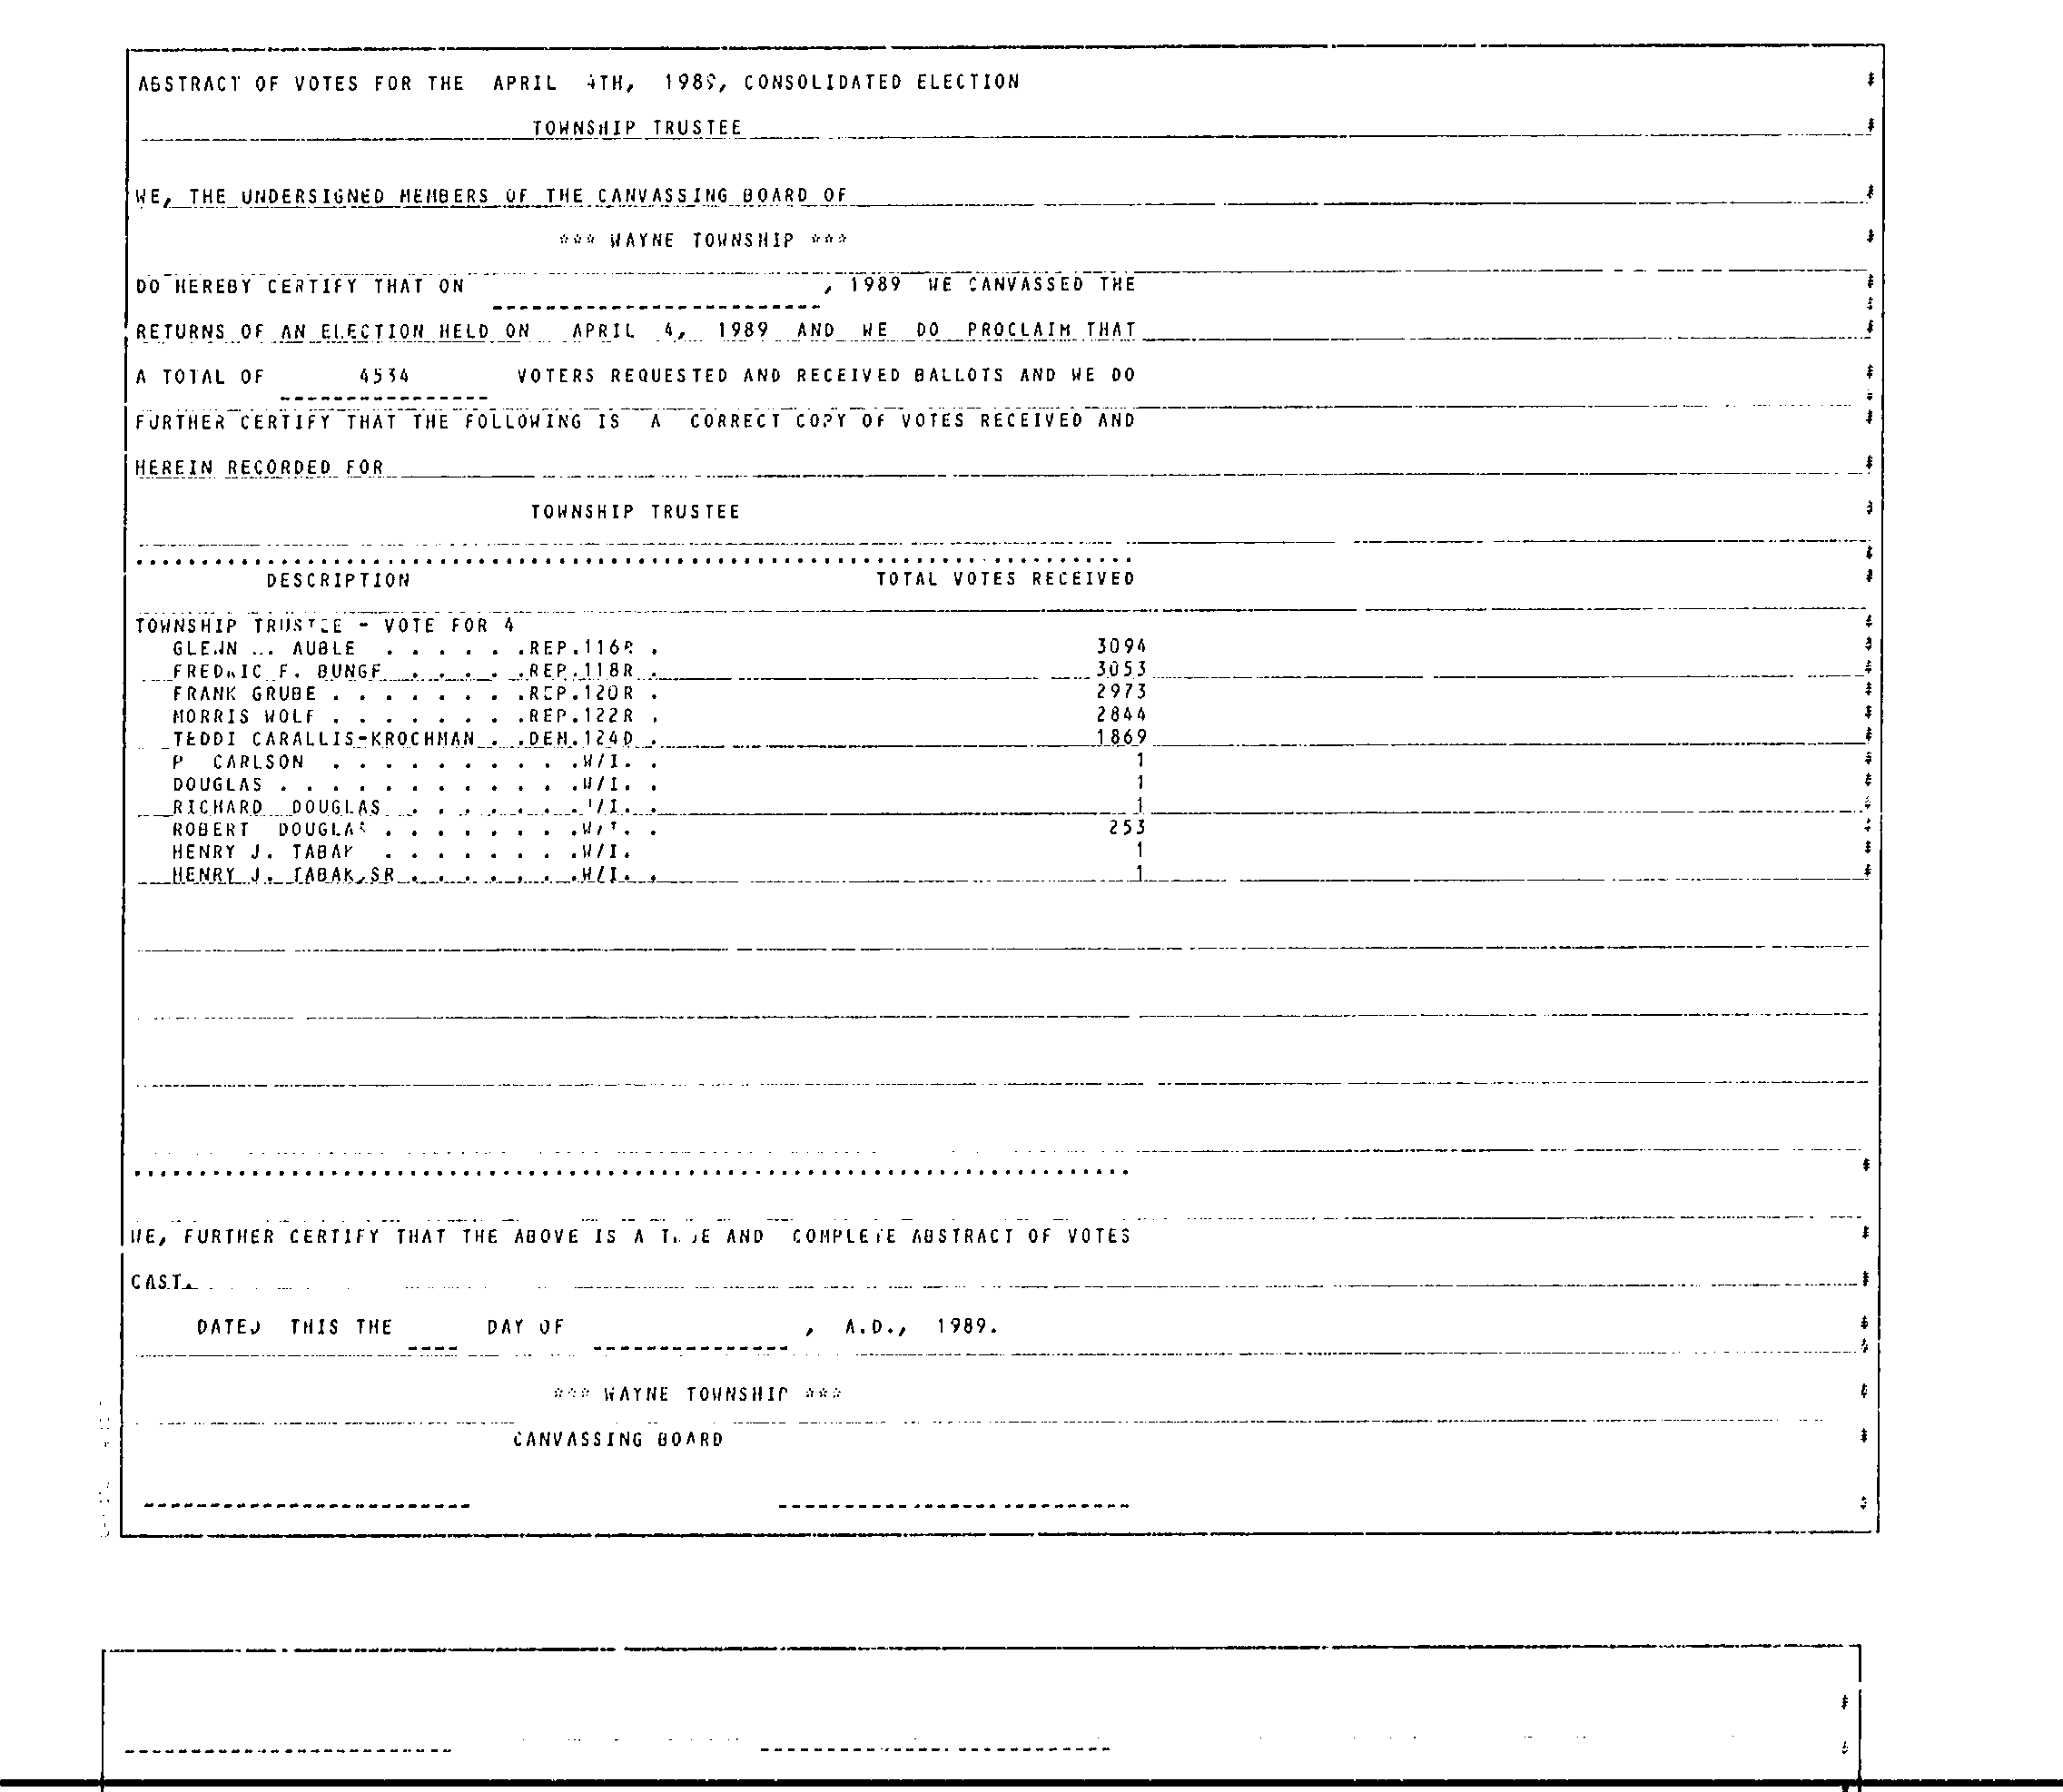 ABSTRACT OF VOTES FOR THE APRIL 4TH, 1989, CONSOLIDATED ELECTION
TOWNSHIP TRUSTEE
WE, THE UNDERSIGNED MEMBERS OF THE CANVASSING BOARD OF
*** WAYNE TOWNSHIP ***
DO HEREBY CERTIFY THAT ON , 1989 WE CANVASSED THE
RETURNS OF AN ELECTION HELD ON APRIL 4, 1989 AND WE DO PROCLAIM THAT
A TOTAL OF 4534 VOTERS REQUESTED AND RECEIVED BALLOTS AND WE DO
FURTHER CERTIFY THAT THE FOLLOWING IS A CORRECT COPY OF VOTES RECEIVED AND
HEREIN RECORDED FOR
TOWNSHIP TRUSTEE
DESCRIPTION TOTAL VOTES RECEIVED
TOWNSHIP TRUSTEE - VOTE FOR 4
GLENN AUBLE . . . . . .REP.116R . 3094
FREDRIC F. BUNGE . . . . .REP.118R . 3053
FRANK GRUBE . . . . . . . .REP.120R . 2973
MORRIS WOLF . . . . . . . .REP.122R . 2844
TEDDI CARALLIS-KROCHMAN . .DEM.124D . 1869
P CARLSON . . . . . . . . . .W/I. . 1
DOUGLAS . . . . . . . . . . . .W/I. . 1
RICHARD DOUGLAS . . . . . . .W/I. . 1
ROBERT DOUGLAS . . . . . . . .W/I. . 253
HENRY J. TABAK . . . . . . . .W/I. 1
HENRY J. TABAK,SR . . . . . . .W/I. . 1
WE, FURTHER CERTIFY THAT THE ABOVE IS A TRUE AND COMPLETE ABSTRACT OF VOTES
CAST.
DATED THIS THE DAY OF , A.D., 1989.
*** WAYNE TOWNSHIP ***
CANVASSING BOARD